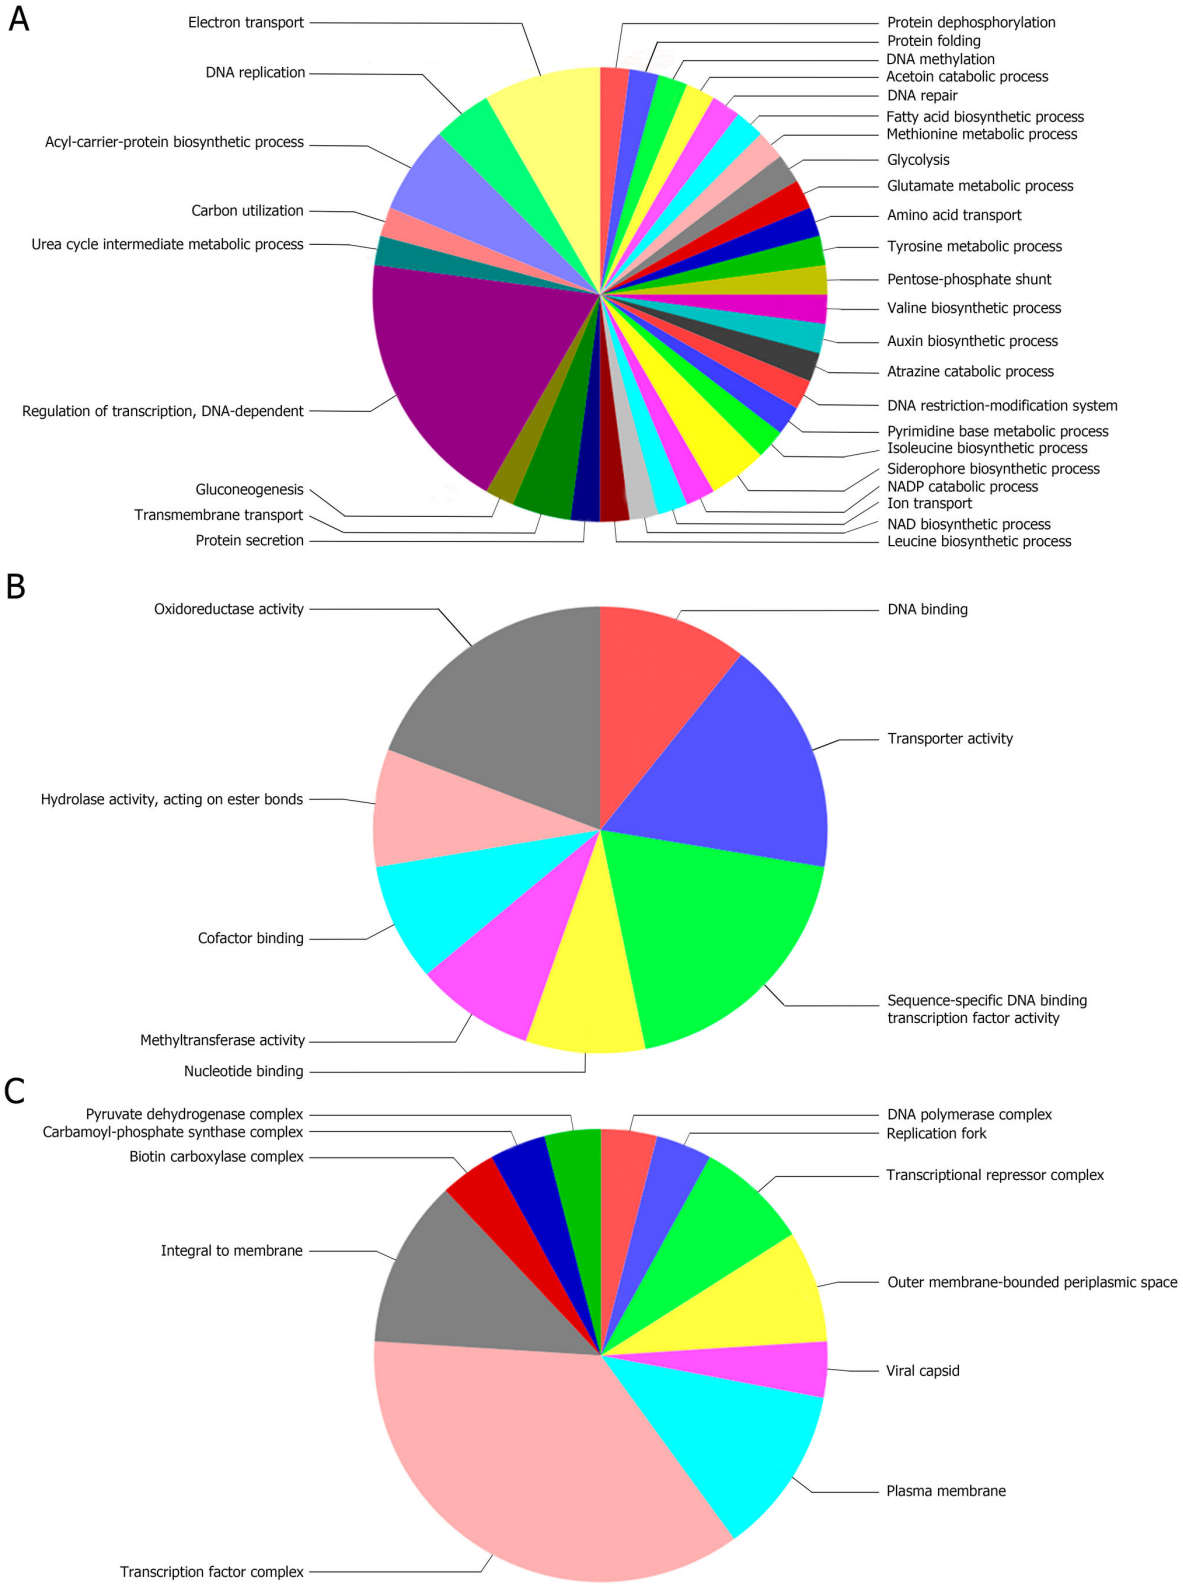 A
Electron transport
DNA replication
Acyl-carrier-protein biosynthetic process
Carbon utilization
Urea cycle intermediate metabolic process
Regulation of transcription, DNA-dependent
Gluconeogenesis
Transmembrane transport
Protein secretion
Protein dephosphorylation
Protein folding
DNA methylation
Acetoin catabolic process
DNA repair
Fatty acid biosynthetic process
Methionine metabolic process
Glycolysis
Glutamate metabolic process
Amino acid transport
Tyrosine metabolic process
Pentose-phosphate shunt
Valine biosynthetic process
Auxin biosynthetic process
Atrazine catabolic process
DNA restriction-modification system
Pyrimidine base metabolic process
Isoleucine biosynthetic process
Siderophore biosynthetic process
NADP catabolic process
Ion transport
NAD biosynthetic process
Leucine biosynthetic process
B
Oxidoreductase activity
Hydrolase activity, acting on ester bonds
Cofactor binding
Methyltransferase activity
Nucleotide binding
DNA binding
Transporter activity
Sequence-specific DNA binding
transcription factor activity
C
Pyruvate dehydrogenase complex
Carbamoyl-phosphate synthase complex
Biotin carboxylase complex
Integral to membrane
Transcription factor complex
DNA polymerase complex
Replication fork
Transcriptional repressor complex
Outer membrane-bounded periplasmic space
Viral capsid
Plasma membrane